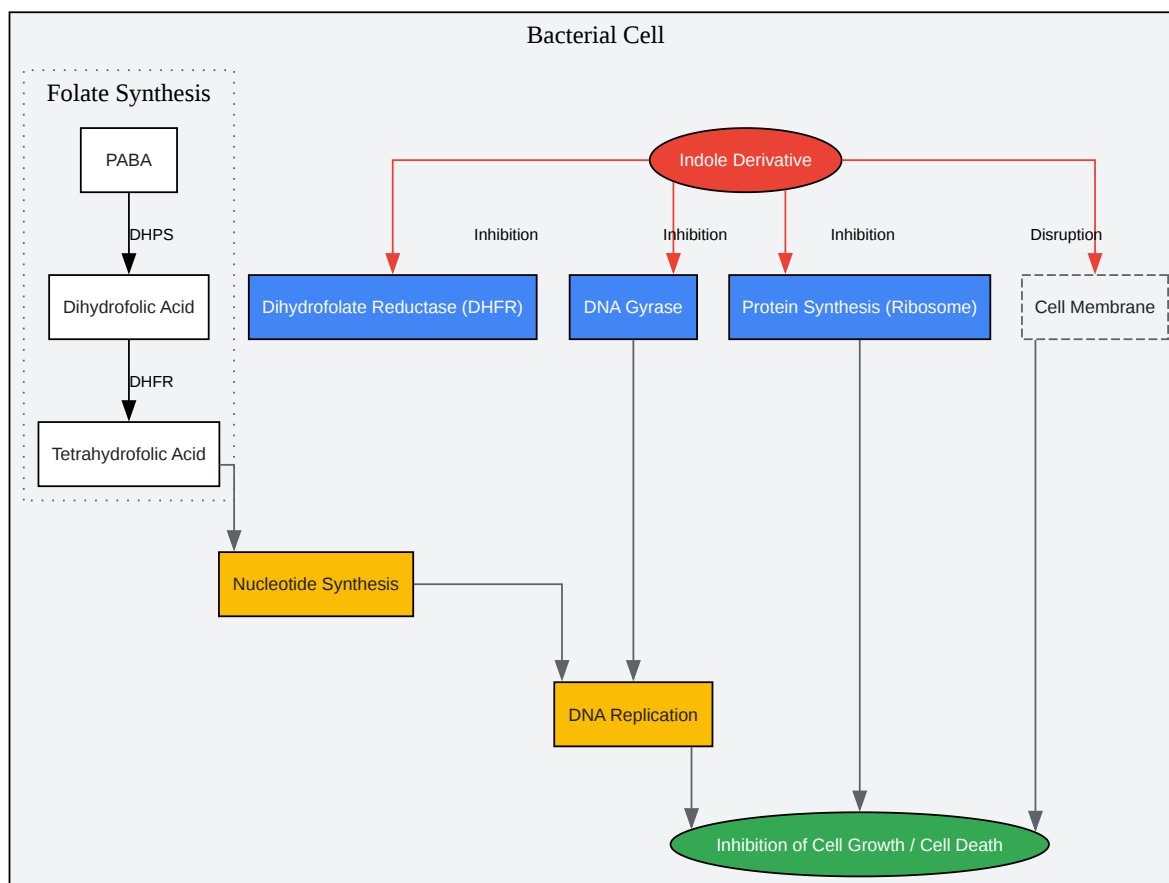 Bacterial Cell
Folate Synthesis
PABA
Indole Derivative
DHPS
Inhibition
Inhibition
Inhibition
Disruption
Dihydrofolic Acid
Dihydrofolate Reductase (DHFR)
DNA Gyrase
Protein Synthesis (Ribosome)
Cell Membrane
DHFR
Tetrahydrofolic Acid
Nucleotide Synthesis
DNA Replication
Inhibition of Cell Growth / Cell Death